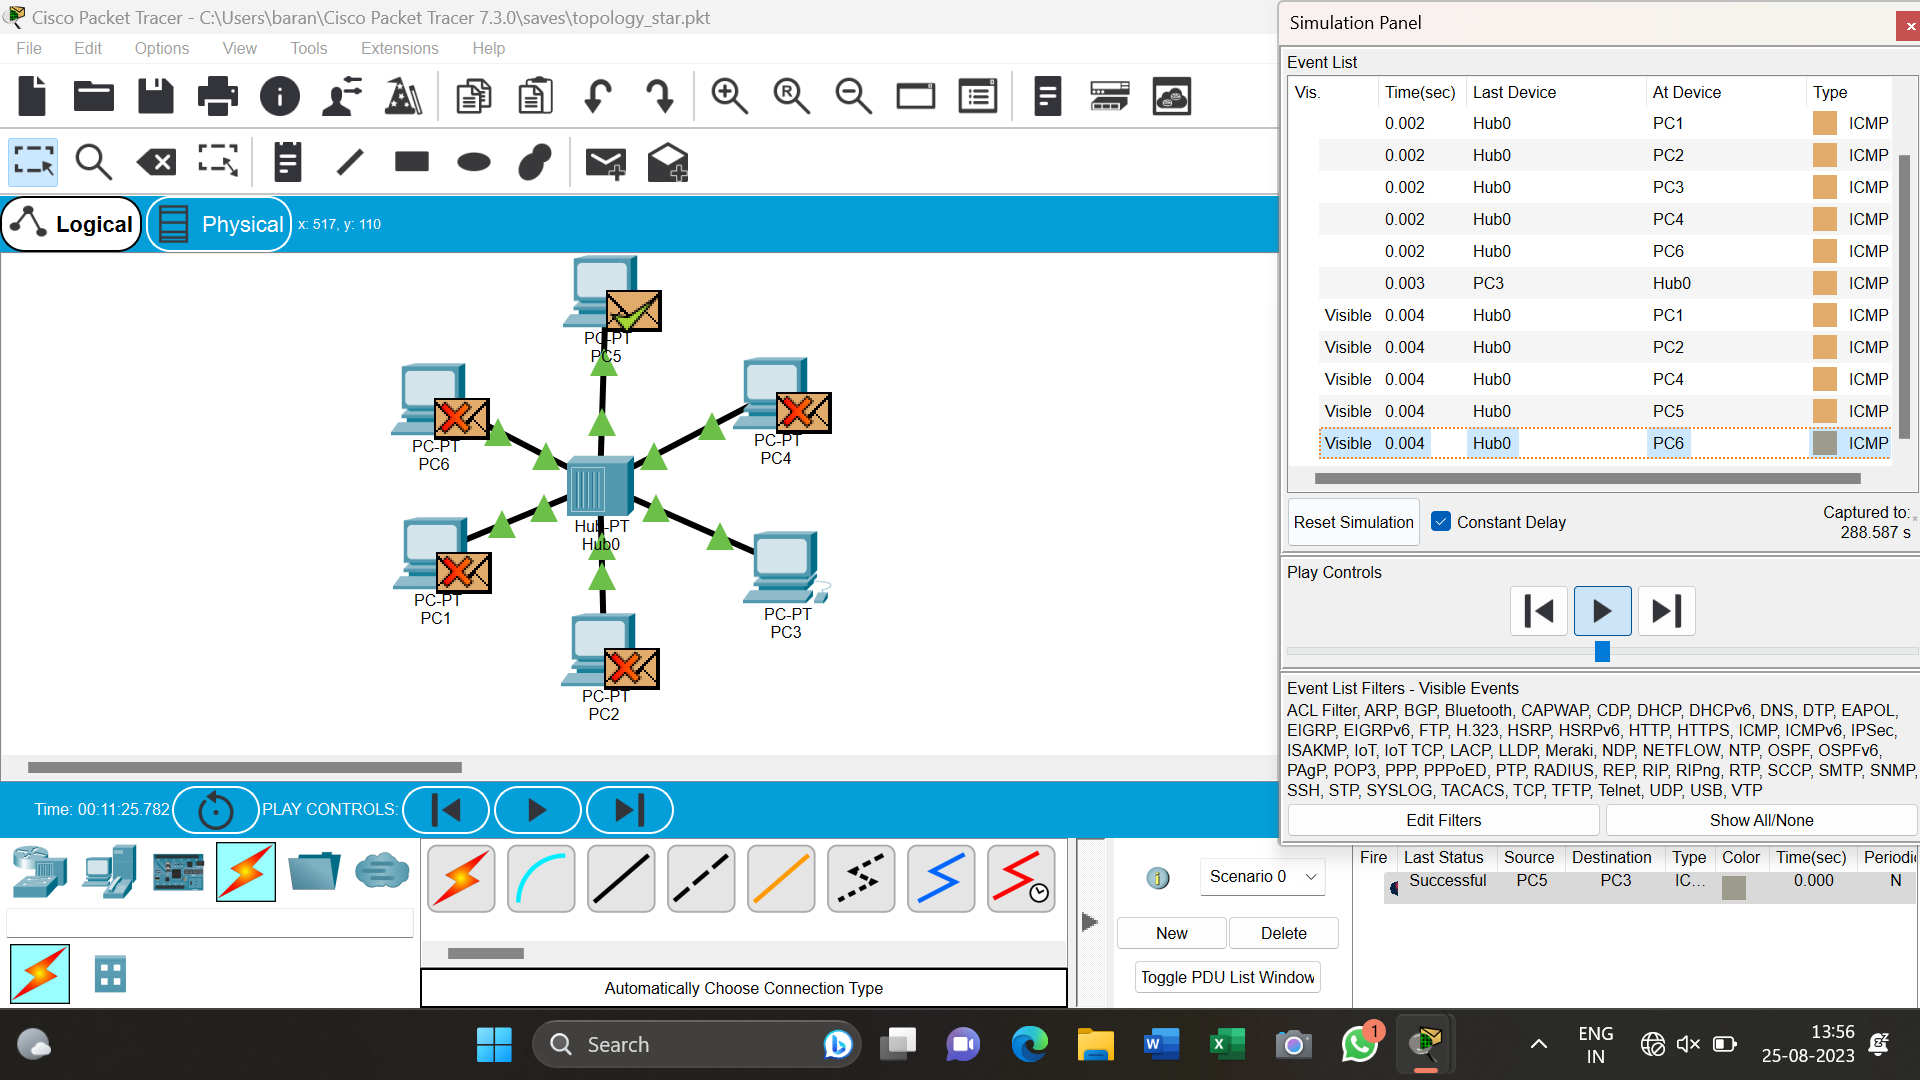 Cisco Packet Tracer - C:\Users\baran\Cisco Packet Tracer 7.3.0\saves\topology_star.pkt
File Edit Options View Tools Extensions Help
Logical Physical x: 517, y: 110
PC-PT
PC5
PC-PT
PC6
PC-PT
PC4
Hub-PT
Hub0
PC-PT
PC1
PC-PT
PC3
PC-PT
PC2
Time: 00:11:25.782 PLAY CONTROLS:
Automatically Choose Connection Type
Simulation Panel
Event List
Vis. Time(sec) Last Device At Device Type
0.002 Hub0 PC1 ICMP
0.002 Hub0 PC2 ICMP
0.002 Hub0 PC3 ICMP
0.002 Hub0 PC4 ICMP
0.002 Hub0 PC6 ICMP
0.003 PC3 Hub0 ICMP
Visible 0.004 Hub0 PC1 ICMP
Visible 0.004 Hub0 PC2 ICMP
Visible 0.004 Hub0 PC4 ICMP
Visible 0.004 Hub0 PC5 ICMP
Visible 0.004 Hub0 PC6 ICMP
Reset Simulation Constant Delay Captured to:
288.587 s
Play Controls
Event List Filters - Visible Events
ACL Filter, ARP, BGP, Bluetooth, CAPWAP, CDP, DHCP, DHCPv6, DNS, DTP, EAPOL,
EIGRP, EIGRPv6, FTP, H.323, HSRP, HSRPv6, HTTP, HTTPS, ICMP, ICMPv6, IPSec,
ISAKMP, IoT, IoT TCP, LACP, LLDP, Meraki, NDP, NETFLOW, NTP, OSPF, OSPFv6,
PAgP, POP3, PPP, PPPoED, PTP, RADIUS, REP, RIP, RIPng, RTP, SCCP, SMTP, SNMP,
SSH, STP, SYSLOG, TACACS, TCP, TFTP, Telnet, UDP, USB, VTP
Edit Filters Show All/None
Scenario 0
New Delete
Toggle PDU List Window
Fire Last Status Source Destination Type Color Time(sec) Periodic
Successful PC5 PC3 IC... 0.000 N
Search
1
ENG
IN
13:56
25-08-2023